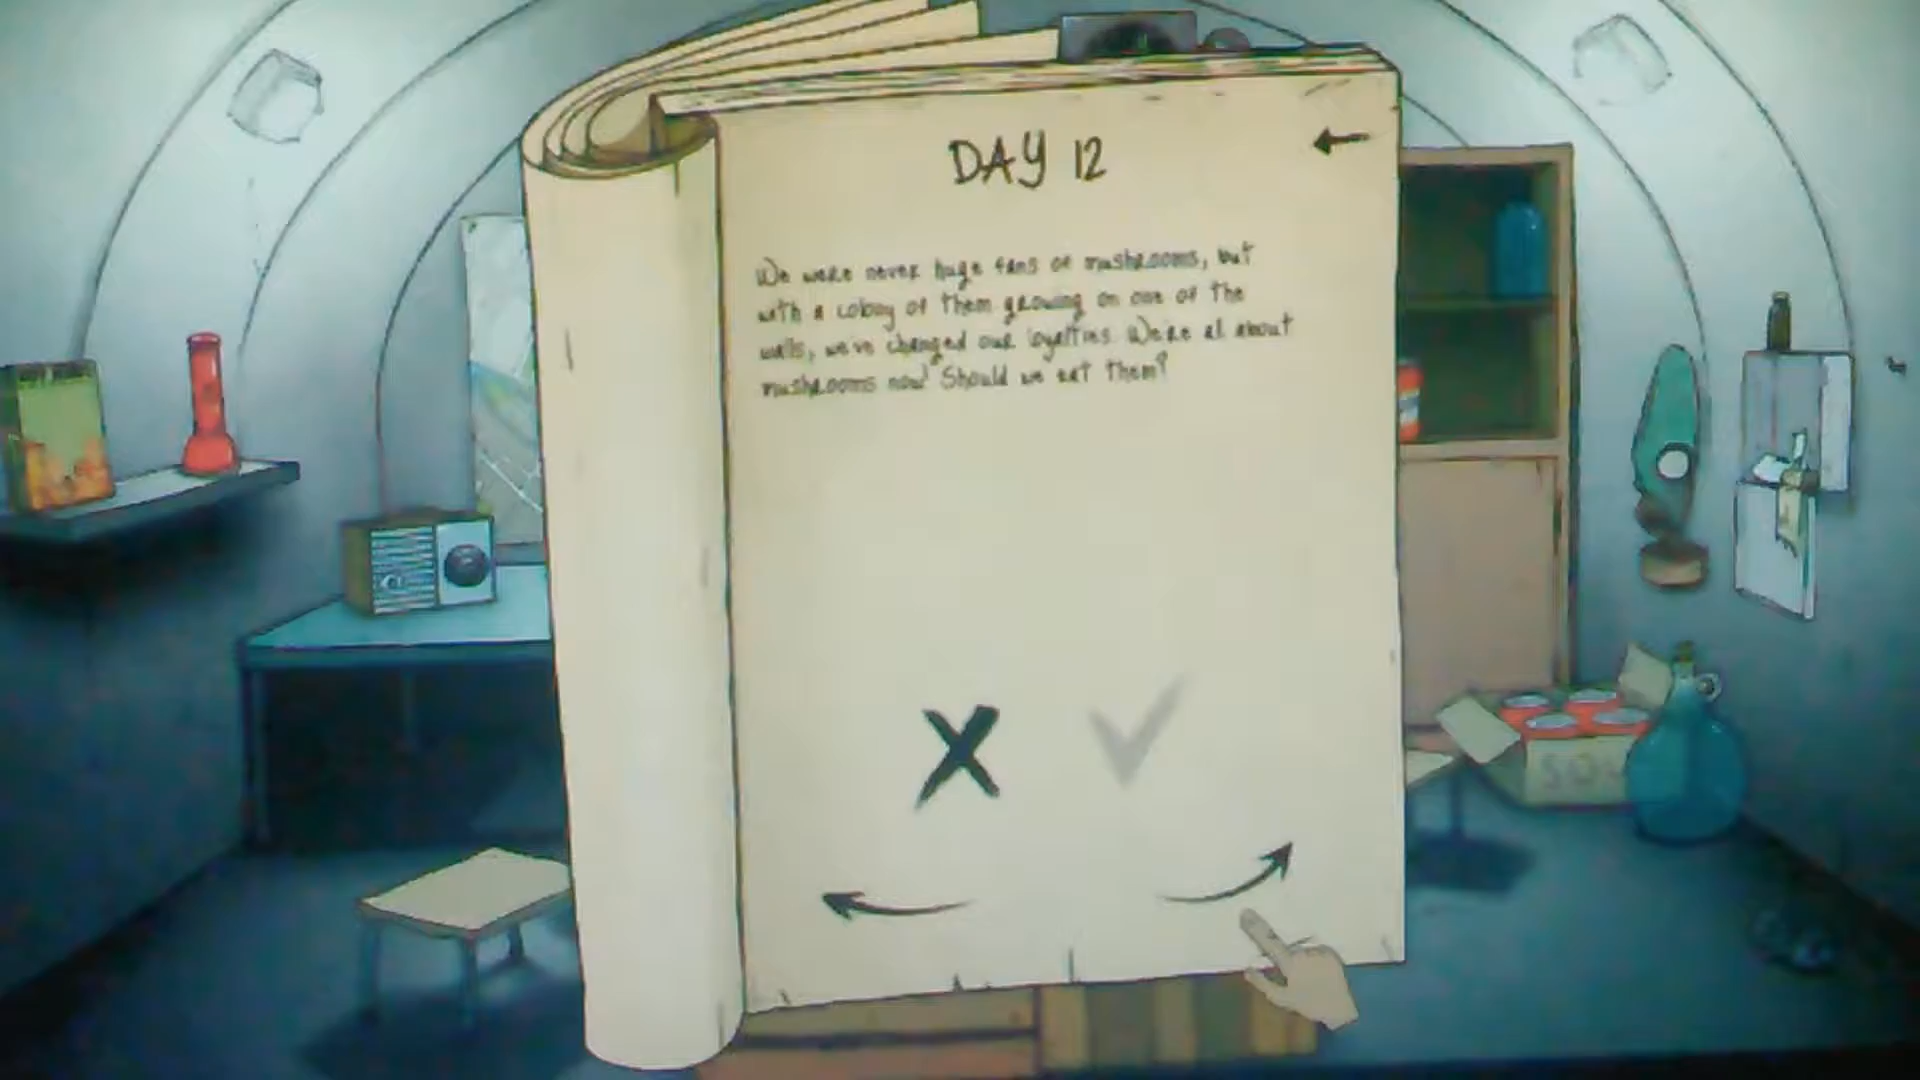 DAY 12
We were never huge fans of mushrooms, but
with a colony of them growing on one of the
walls, we've changed our loyalties. We're all about
mushrooms now! Should we eat them?